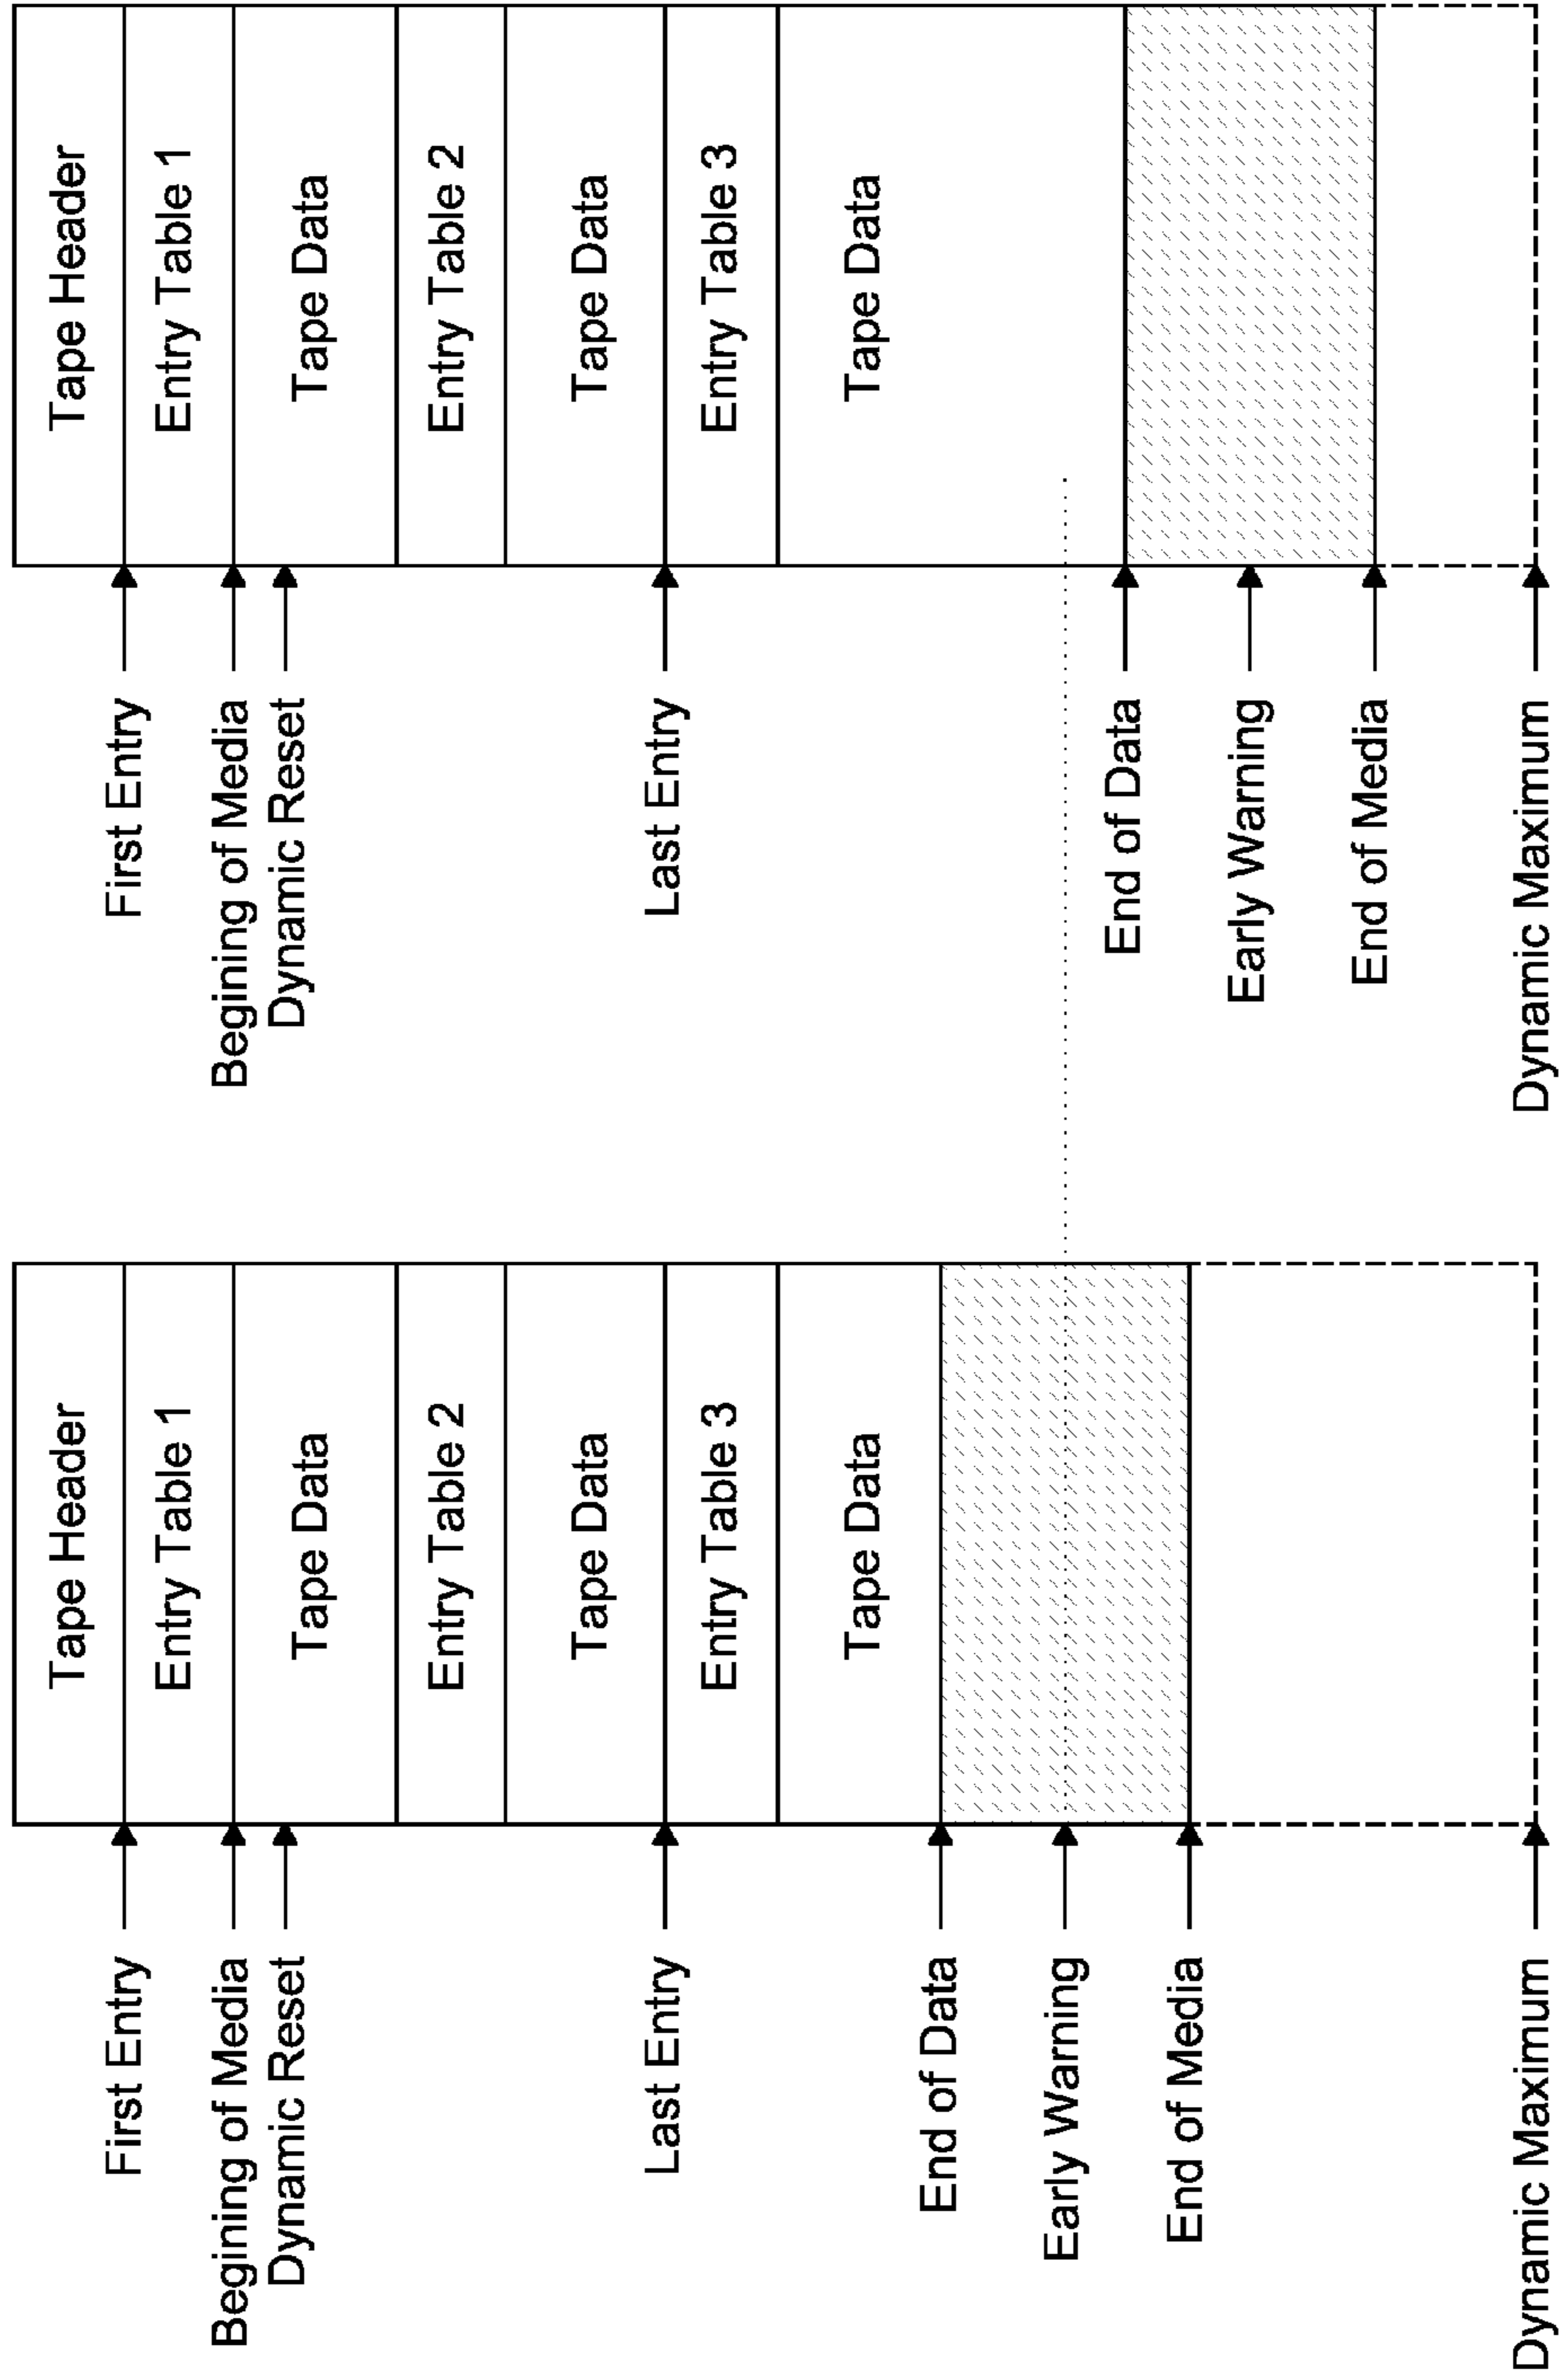 First Entry
Begining of Media
Dynamic Reset
Last Entry
End of Data
Early Warning
End of Media
Dynamic Maximum
Tape Header
Entry Table 1
Tape Data
Entry Table 2
Tape Data
Entry Table 3
Tape Data
First Entry
Begining of Media
Dynamic Reset
Last Entry
End of Data
Early Warning
End of Media
Dynamic Maximum
Tape Header
Entry Table 1
Tape Data
Entry Table 2
Tape Data
Entry Table 3
Tape Data